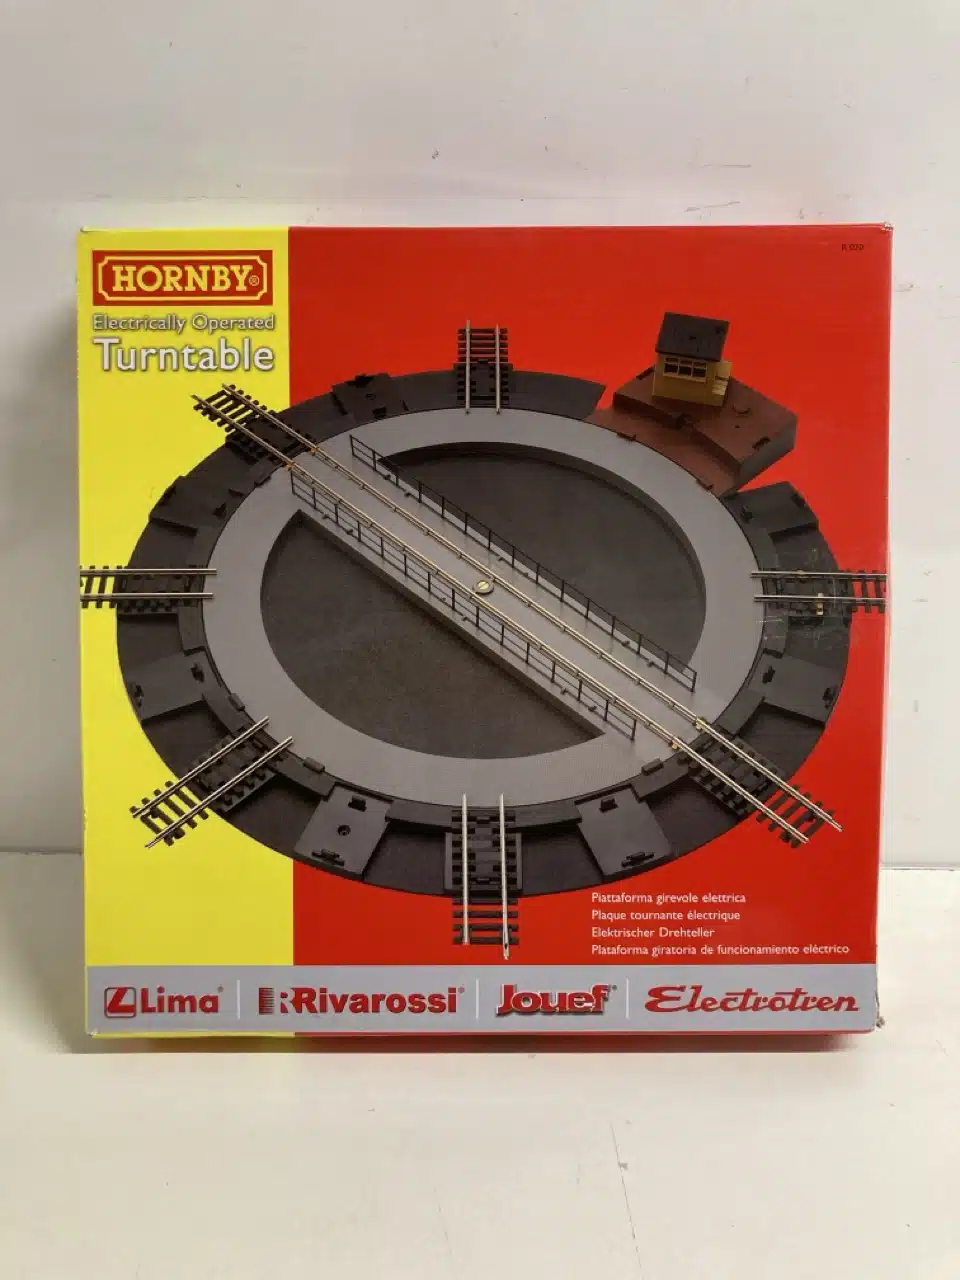 R 070
HORNBY®
Electrically Operated
Turntable
Piattaforma girevole elettrica
Plaque tournante électrique
Elektrischer Drehteller
Plataforma giratoria de funcionamiento eléctrico
Lima®
Rivarossi®
Jouef®
Electrotren